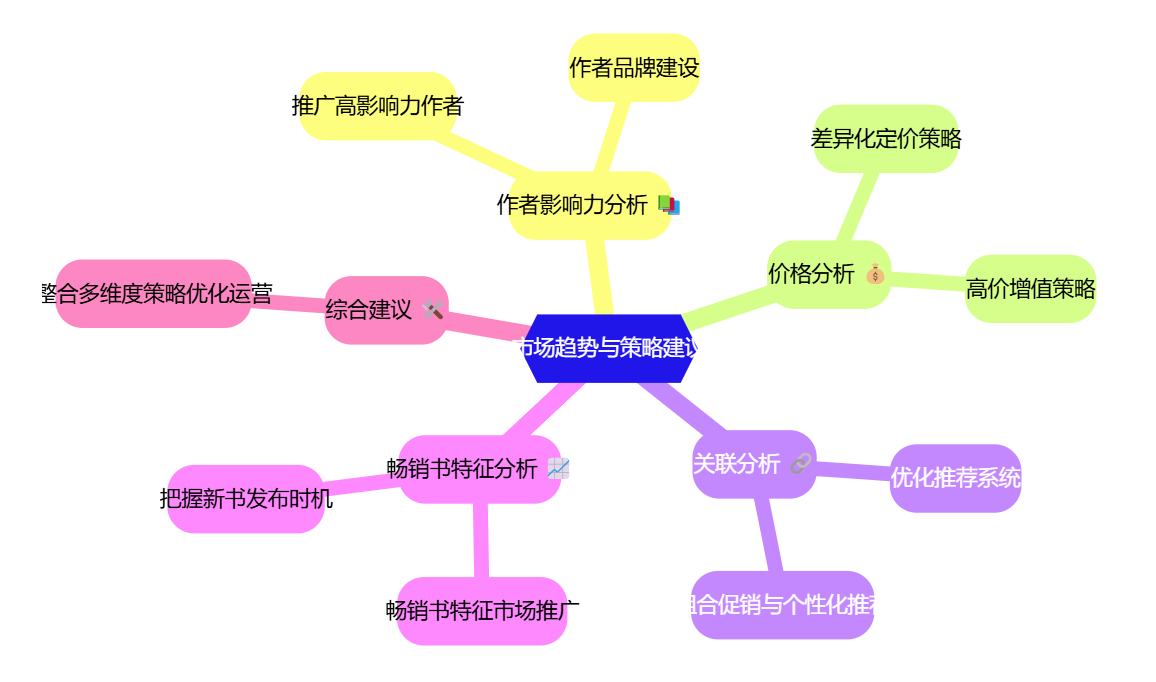 作者品牌建设
推广高影响力作者
差异化定价策略
作者影响力分析
价格分析
高价增值策略
整合多维度策略优化运营
综合建议
市场趋势与策略建议
畅销书特征分析
关联分析
优化推荐系统
把握新书发布时机
组合促销与个性化推荐
畅销书特征市场推广